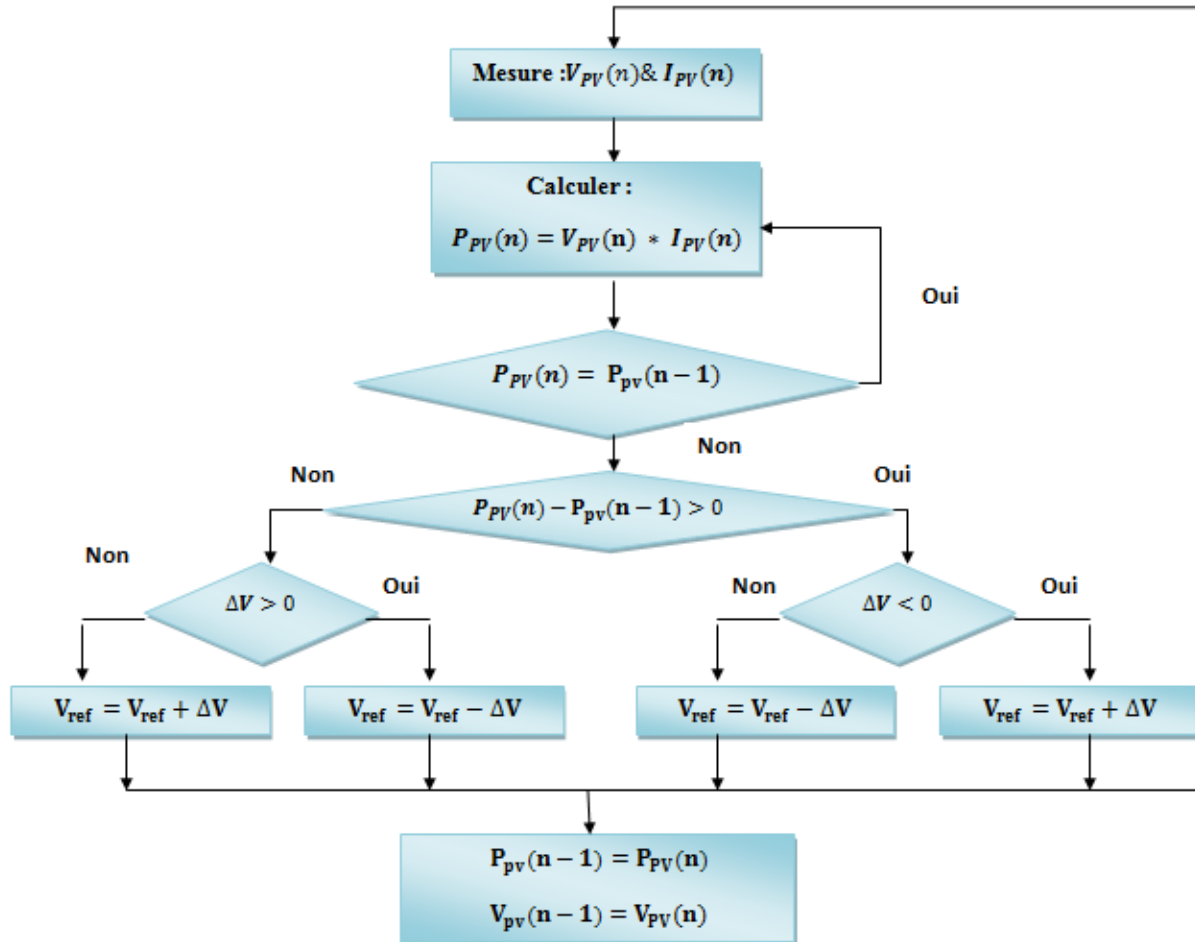 Mesure :V_PV(n)& I_PV(n)
Calculer :
P_PV(n) = V_PV(n) * I_PV(n)
Oui
P_PV(n) = P_pv(n − 1)
Non
Non
Oui
P_PV(n) − P_pv(n − 1) > 0
Non
Oui
Non
Oui
ΔV > 0
ΔV < 0
V_ref = V_ref + ΔV
V_ref = V_ref − ΔV
V_ref = V_ref − ΔV
V_ref = V_ref + ΔV
P_pv(n − 1) = P_PV(n)
V_pv(n − 1) = V_PV(n)